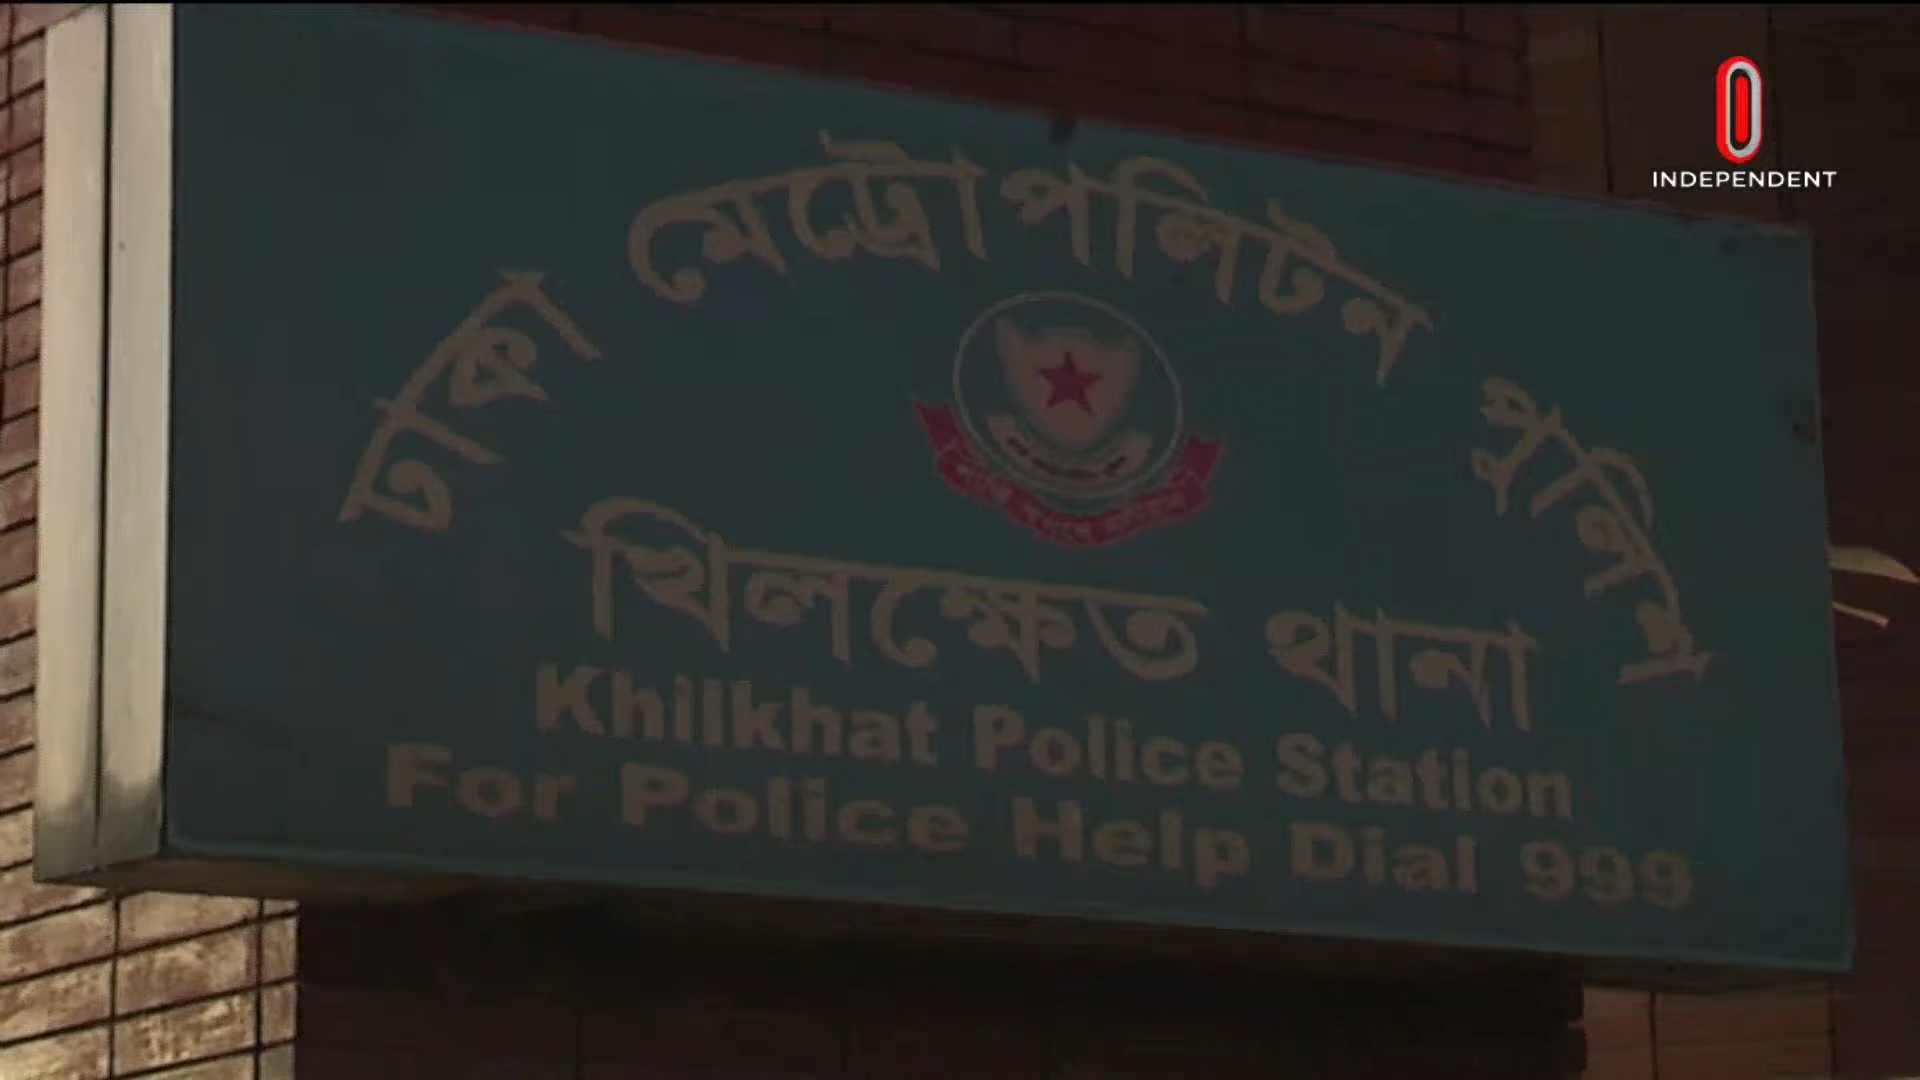 INDEPENDENT
ঢাকা মেট্রোপলিটন পুলিশ
খিলক্ষেত থানা
Khilkhat Police Station
For Police Help Dial 999